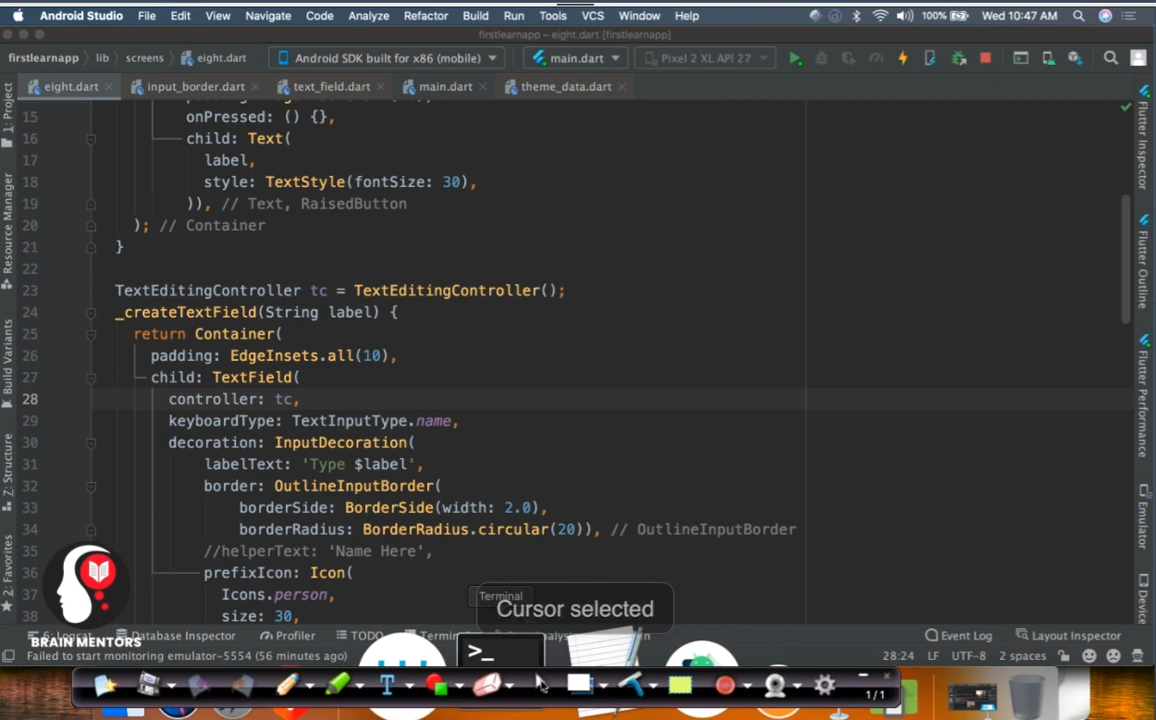 Android Studio File Edit View Navigate Code Analyze Refactor Build Run Tools VCS Window Help 100% Wed 10:47 AM
firstlearnapp – eight.dart [firstlearnapp]
firstlearnapp lib screens eight.dart Android SDK built for x86 (mobile) main.dart Pixel 2 XL API 27
eight.dart input_border.dart text_field.dart main.dart theme_data.dart
15 onPressed: () {},
16 child: Text(
17 label,
18 style: TextStyle(fontSize: 30),
19 )), // Text, RaisedButton
20 ); // Container
21 }
22
23 TextEditingController tc = TextEditingController();
24 _createTextField(String label) {
25 return Container(
26 padding: EdgeInsets.all(10),
27 child: TextField(
28 controller: tc,
29 keyboardType: TextInputType.name,
30 decoration: InputDecoration(
31 labelText: 'Type $label',
32 border: OutlineInputBorder(
33 borderSide: BorderSide(width: 2.0),
34 borderRadius: BorderRadius.circular(20)), // OutlineInputBorder
35 //helperText: 'Name Here',
36 prefixIcon: Icon(
37 Icons.person,
38 size: 30,
1: Project
Resource Manager
Build Variants
7: Structure
2: Favorites
Flutter Inspector
Flutter Outline
Flutter Performance
Emulator
Device
Terminal
Cursor selected
BRAIN MENTORS
6: Logcat Database Inspector Profiler TODO Event Log Layout Inspector
Failed to start monitoring emulator-5554 (56 minutes ago) 28:24 LF UTF-8 2 spaces
>_
T
1/1